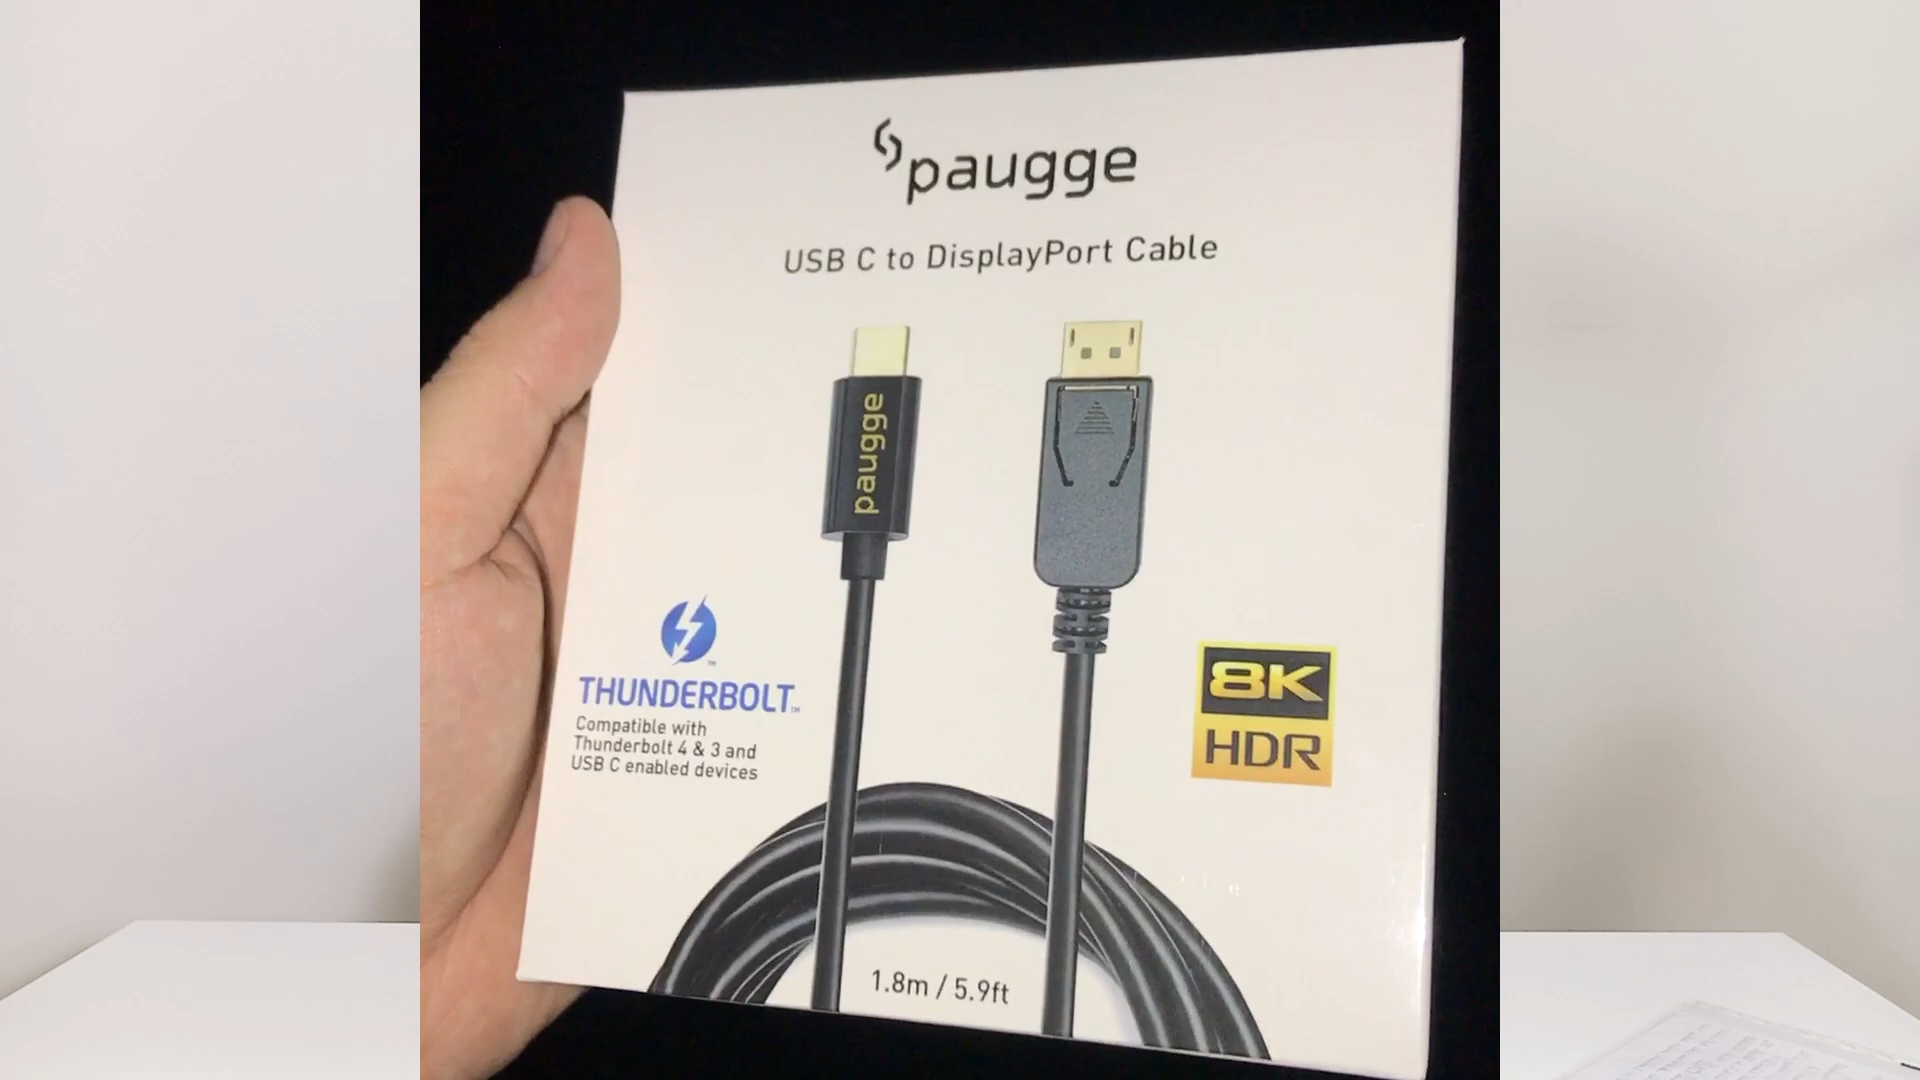 paugge
USB C to DisplayPort Cable
paugge
THUNDERBOLT™
Compatible with
Thunderbolt 4 & 3 and
USB C enabled devices
8K
HDR
1.8m / 5.9ft